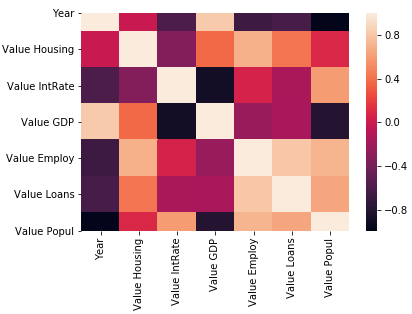 Year
Value Housing
Value IntRate
Value GDP
Value Employ
Value Loans
Value Popul
Year
Value Housing
Value IntRate
Value GDP
Value Employ
Value Loans
Value Popul
0.8
0.4
0.0
−0.4
−0.8